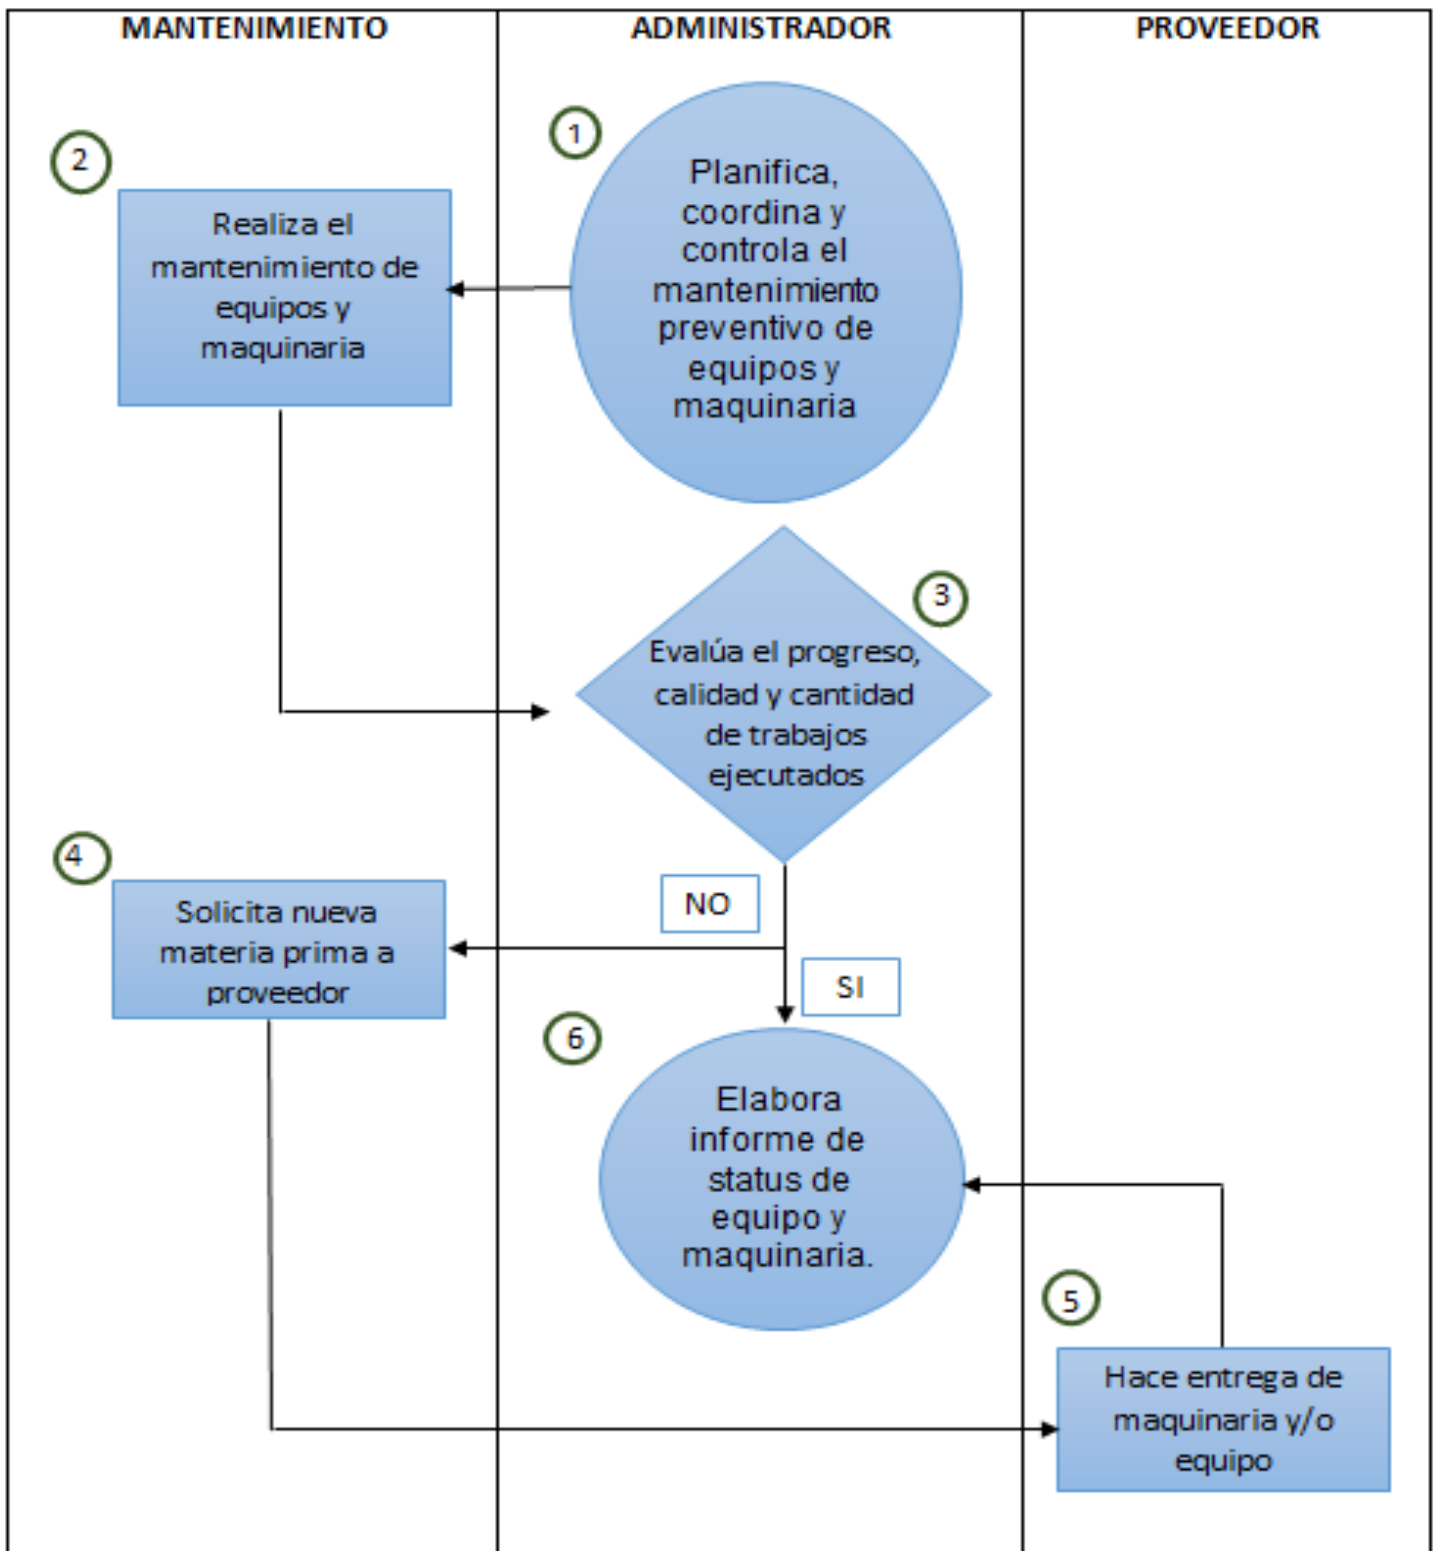 MANTENIMIENTO
ADMINISTRADOR
PROVEEDOR
1
Planifica,
coordina y
controla el
mantenimiento
preventivo de
equipos y
maquinaria
2
Realiza el
mantenimiento de
equipos y
maquinaria
3
Evalúa el progreso,
calidad y cantidad
de trabajos
ejecutados
NO
SI
4
Solicita nueva
materia prima a
proveedor
5
Hace entrega de
maquinaria y/o
equipo
6
Elabora
informe de
status de
equipo y
maquinaria.